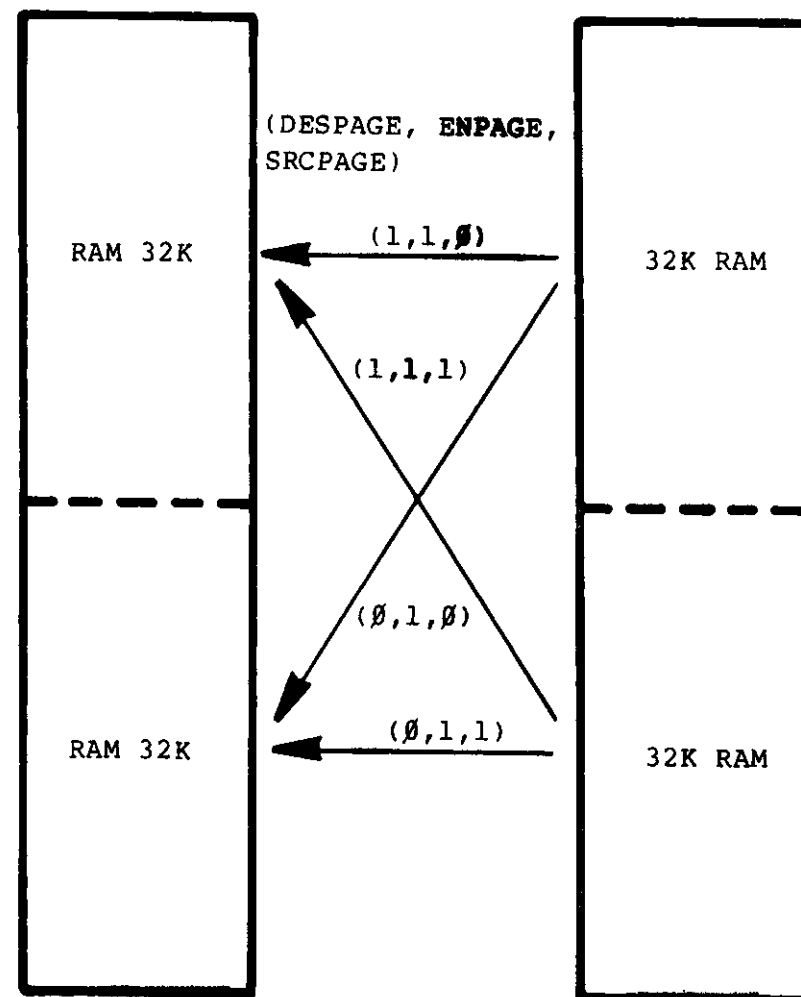 (DESPAGE, ENPAGE,
SRCPAGE)
(1,1,Ø)
RAM 32K
32K RAM
(1,1,1)
(Ø,1,Ø)
(Ø,1,1)
RAM 32K
32K RAM